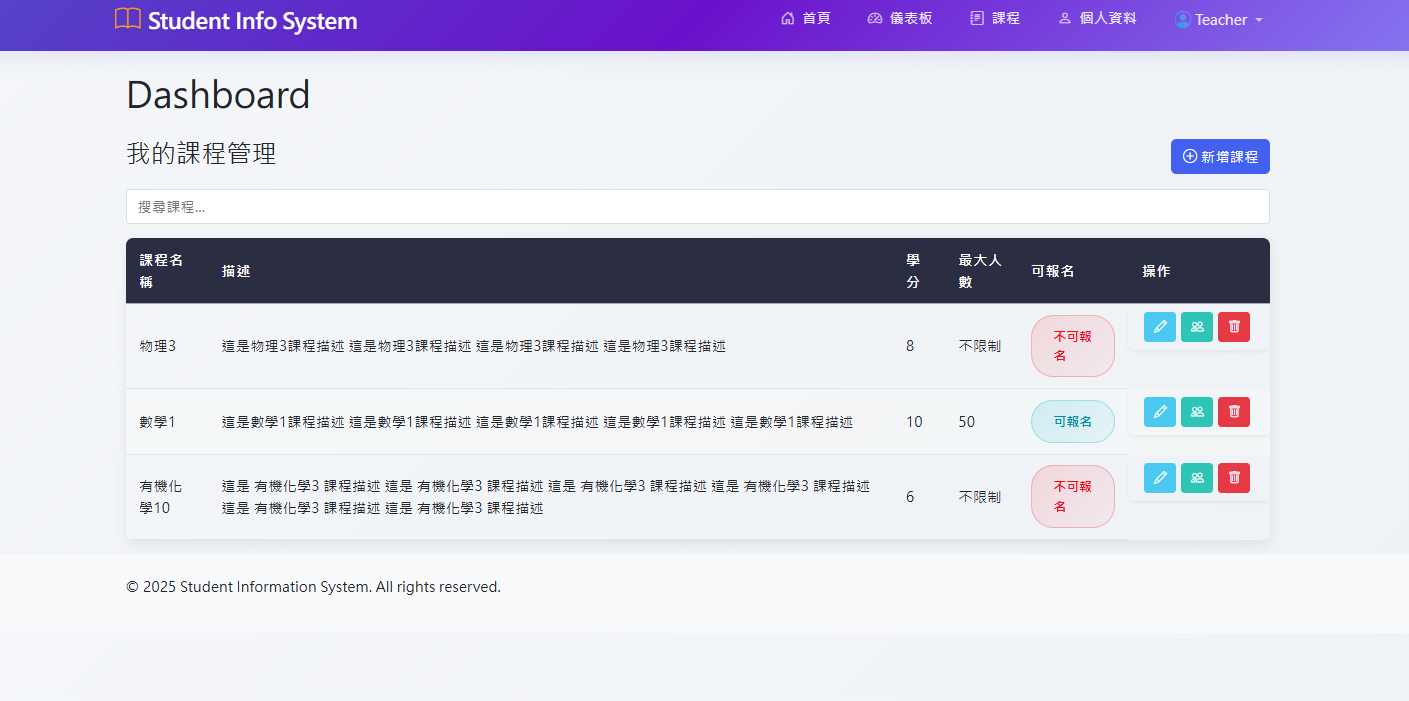 Student Info System
首頁
儀表板
課程
個人資料
Teacher
Dashboard
我的課程管理
新增課程
搜尋課程...
課程名
稱
描述
學
分
最大人
數
可報名
操作
物理3
這是物理3課程描述 這是物理3課程描述 這是物理3課程描述 這是物理3課程描述
8
不限制
不可報
名
數學1
這是數學1課程描述 這是數學1課程描述 這是數學1課程描述 這是數學1課程描述 這是數學1課程描述
10
50
可報名
有機化
學10
這是 有機化學3 課程描述 這是 有機化學3 課程描述 這是 有機化學3 課程描述 這是 有機化學3 課程描述
這是 有機化學3 課程描述 這是 有機化學3 課程描述
6
不限制
不可報
名
© 2025 Student Information System. All rights reserved.